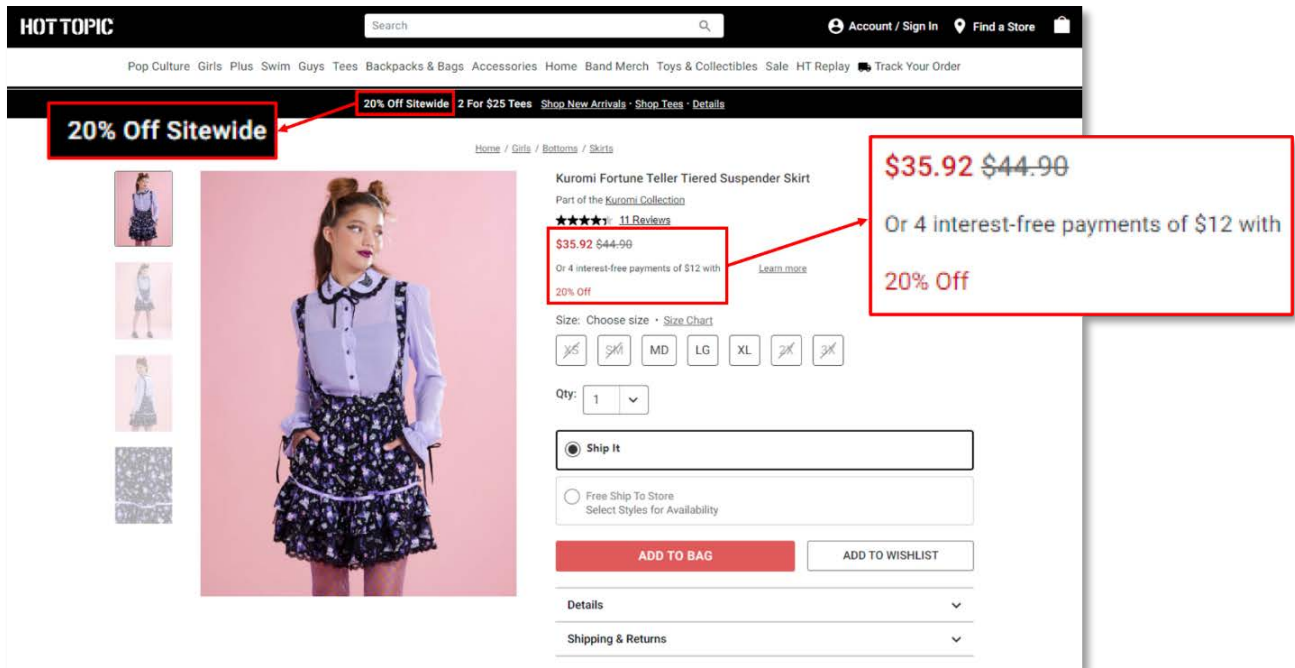 HOT TOPIC
Search
Account / Sign In
Find a Store
Pop Culture Girls Plus Swim Guys Tees Backpacks & Bags Accessories Home Band Merch Toys & Collectibles Sale HT Replay Track Your Order
20% Off Sitewide 2 For $25 Tees Shop New Arrivals · Shop Tees · Details
20% Off Sitewide
Home / Girls / Bottoms / Skirts
Kuromi Fortune Teller Tiered Suspender Skirt
Part of the Kuromi Collection
11 Reviews
$35.92 $44.90
Or 4 interest-free payments of $12 with Learn more
20% Off
$35.92 $44.90
Or 4 interest-free payments of $12 with
20% Off
Size: Choose size · Size Chart
XS SM MD LG XL 2X 3X
Qty: 1
Ship It
Free Ship To Store
Select Styles for Availability
ADD TO BAG
ADD TO WISHLIST
Details
Shipping & Returns